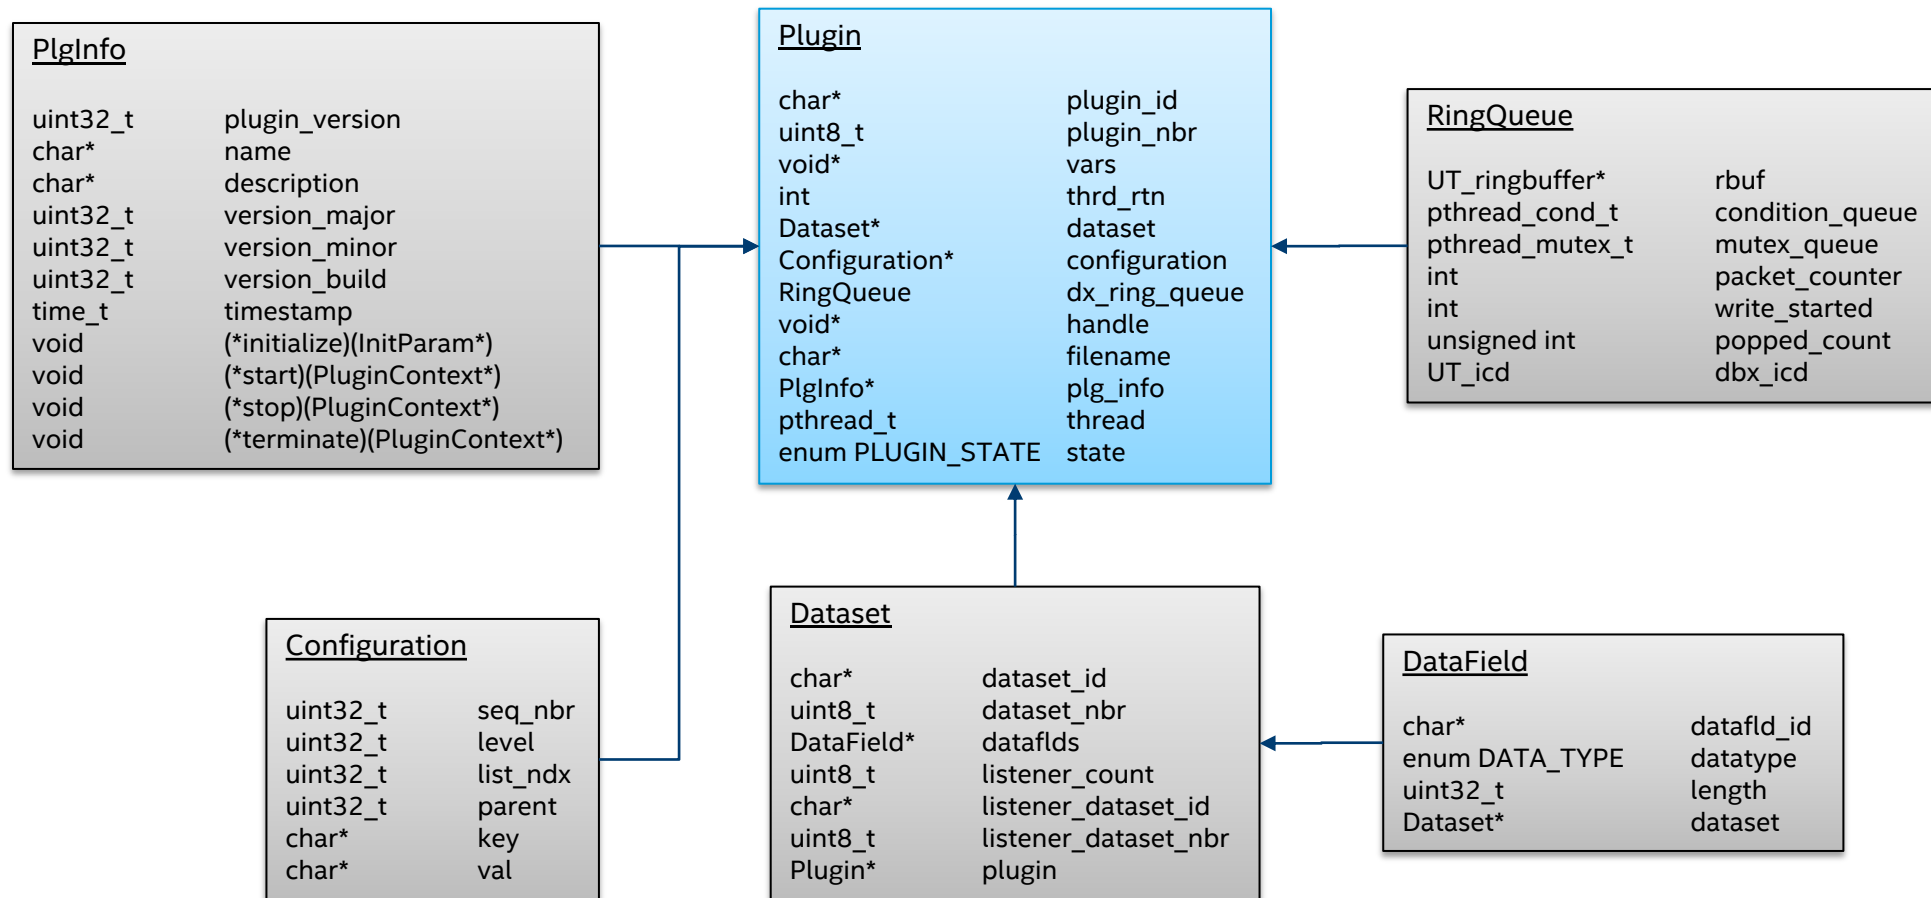 PlgInfo
uint32_t plugin_version
char* name
char* description
uint32_t version_major
uint32_t version_minor
uint32_t version_build
time_t timestamp
void (*initialize)(InitParam*)
void (*start)(PluginContext*)
void (*stop)(PluginContext*)
void (*terminate)(PluginContext*)
Plugin
char* plugin_id
uint8_t plugin_nbr
void* vars
int thrd_rtn
Dataset* dataset
Configuration* configuration
RingQueue dx_ring_queue
void* handle
char* filename
PlgInfo* plg_info
pthread_t thread
enum PLUGIN_STATE state
RingQueue
UT_ringbuffer* rbuf
pthread_cond_t condition_queue
pthread_mutex_t mutex_queue
int packet_counter
int write_started
unsigned int popped_count
UT_icd dbx_icd
Configuration
uint32_t seq_nbr
uint32_t level
uint32_t list_ndx
uint32_t parent
char* key
char* val
Dataset
char* dataset_id
uint8_t dataset_nbr
DataField* dataflds
uint8_t listener_count
char* listener_dataset_id
uint8_t listener_dataset_nbr
Plugin* plugin
DataField
char* datafld_id
enum DATA_TYPE datatype
uint32_t length
Dataset* dataset